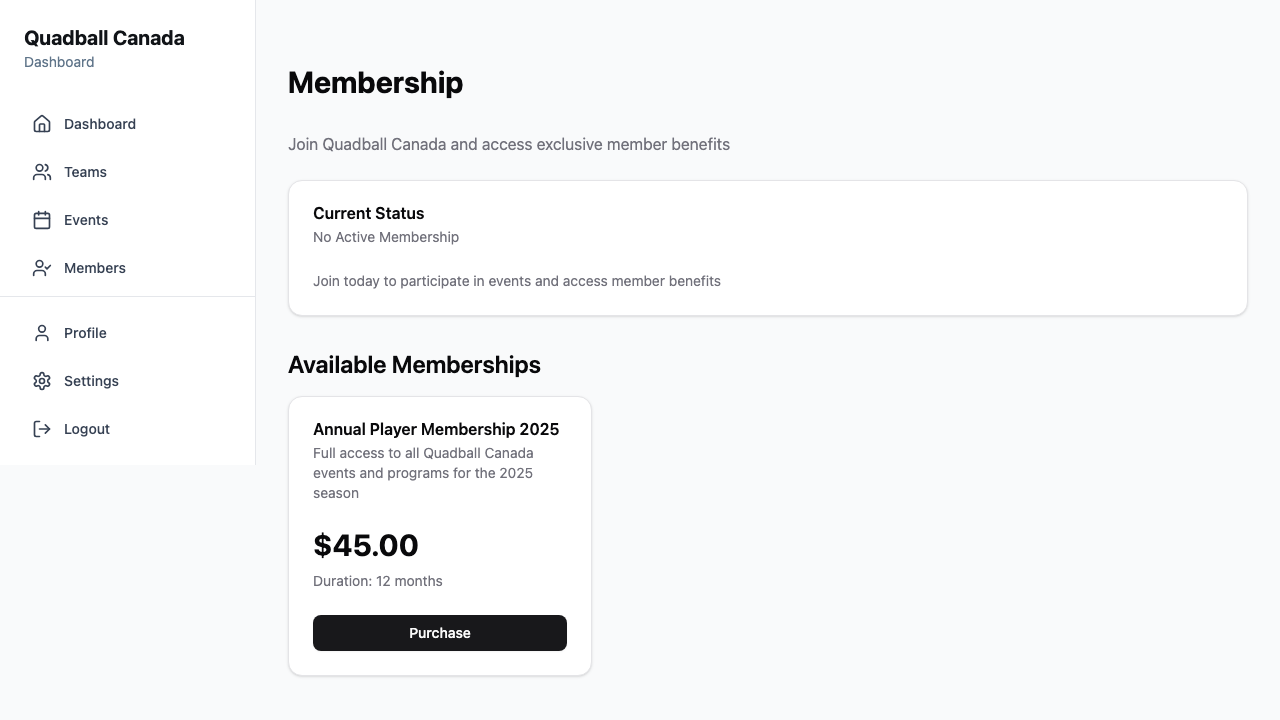 Quadball Canada
Dashboard
Dashboard
Teams
Events
Members
Profile
Settings
Logout
Membership
Join Quadball Canada and access exclusive member benefits
Current Status
No Active Membership
Join today to participate in events and access member benefits
Available Memberships
Annual Player Membership 2025
Full access to all Quadball Canada
events and programs for the 2025
season
$45.00
Duration: 12 months
Purchase